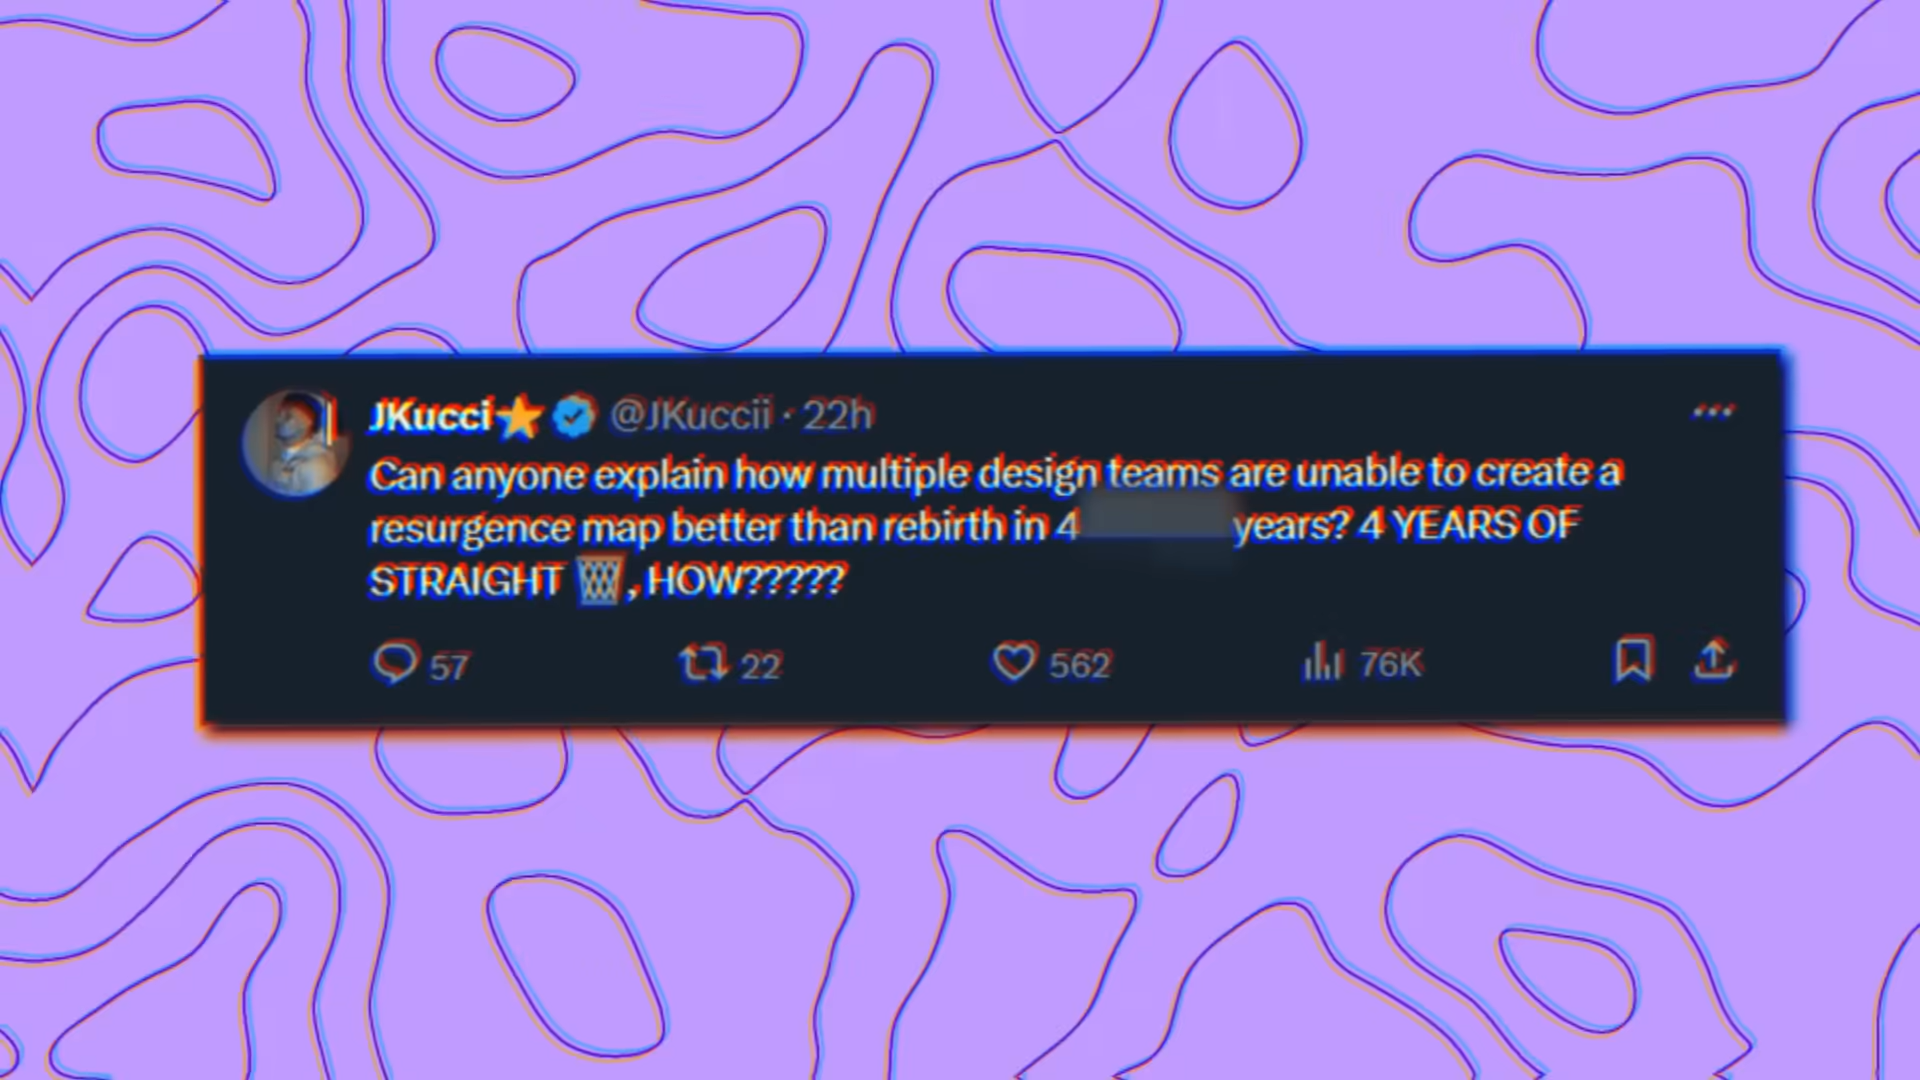 JKucci⭐ @JKuccii · 22h
Can anyone explain how multiple design teams are unable to create a
resurgence map better than rebirth in 4 years? 4 YEARS OF
STRAIGHT 🗑, HOW?????
57 22 562 76K